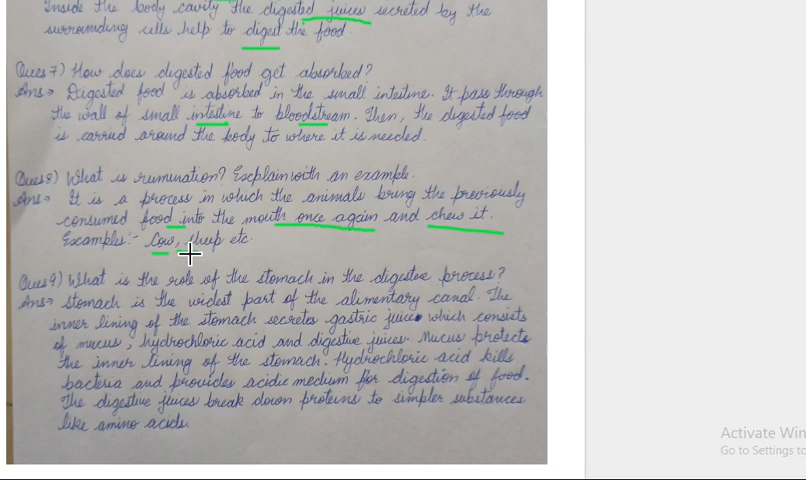 Inside the body cavity the digested juices secreted by the
surrounding cells help to digest the food
Ques 7) How does digested food get absorbed?
Ans⇒ Digested food is absorbed in the small intestine. It pass through
the wall of small intestine to bloodstream. Then, the digested food
is carried around the body to where it is needed.
Ques 8) What is rumination? Explain with an example.
Ans⇒ It is a process in which the animals bring the previously
consumed food into the mouth once again and chew it.
Examples:- Cow, sheep etc.
Ques 9) What is the role of the stomach in the digestive process?
Ans⇒ Stomach is the widest part of the alimentary canal. The
inner lining of the stomach secretes gastric juice which consists
of mucus, hydrochloric acid and digestive juices. Mucus protects
the inner lining of the stomach. Hydrochloric acid kills
bacteria and provides acidic medium for digestion of food.
The digestive juices break down proteins to simpler substances
like amino acids.
Activate Win
Go to Settings to